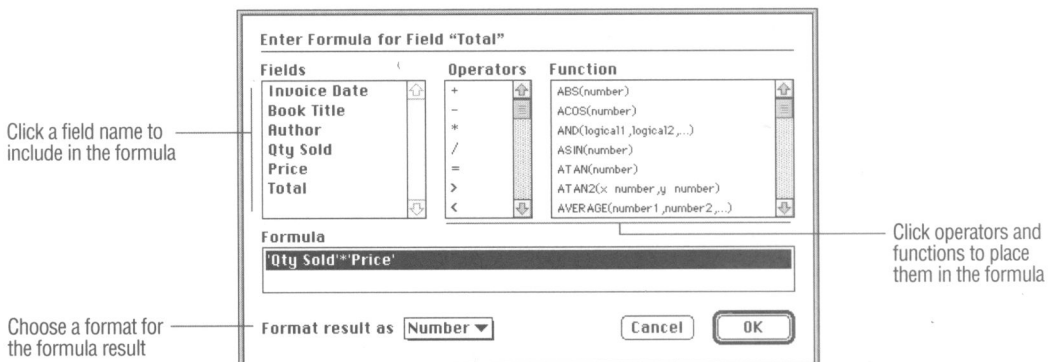 Enter Formula for Field “Total”
Fields
Operators
Function
Invoice Date
Book Title
Author
Qty Sold
Price
Total
+
-
*
/
=
>
<
ABS(number)
ACOS(number)
AND(logical1,logical2,...)
ASIN(number)
ATAN(number)
ATAN2(x number,y number)
AVERAGE(number1,number2,...)
Click a field name to
include in the formula
Formula
'Qty Sold'*'Price'
Click operators and
functions to place
them in the formula
Choose a format for
the formula result
Format result as
Number
Cancel
OK